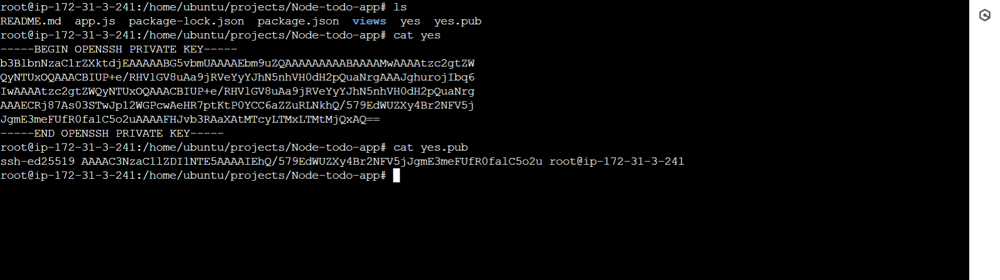 root@ip-172-31-3-241:/home/ubuntu/projects/Node-todo-app# ls
README.md app.js package-lock.json package.json views yes yes.pub
root@ip-172-31-3-241:/home/ubuntu/projects/Node-todo-app# cat yes
-----BEGIN OPENSSH PRIVATE KEY-----
b3BlbnNzaC1rZXktdjEAAAAABG5vbmUAAAAEbm9uZQAAAAAAAAABAAAAMwAAAAtzc2gtZW
QyNTUxOQAAACBIUP+e/RHVlGV8uAa9jRVeYyYJhN5nhVH0dH2pQuaNrgAAAJghurojIbq6
IwAAAAtzc2gtZWQyNTUxOQAAACBIUP+e/RHVlGV8uAa9jRVeYyYJhN5nhVH0dH2pQuaNrg
AAAECRj87As03STwJp12WGPcwAeHR7ptKtP0YCC6aZZuRLNkhQ/579EdWUZXy4Br2NFV5j
JgmE3meFUfR0falC5o2uAAAAFHJvb3RAaXAtMTcyLTMxLTMtMjQxAQ==
-----END OPENSSH PRIVATE KEY-----
root@ip-172-31-3-241:/home/ubuntu/projects/Node-todo-app# cat yes.pub
ssh-ed25519 AAAAC3NzaC1lZDI1NTE5AAAAIEhQ/579EdWUZXy4Br2NFV5jJgmE3meFUfR0falC5o2u root@ip-172-31-3-241
root@ip-172-31-3-241:/home/ubuntu/projects/Node-todo-app#